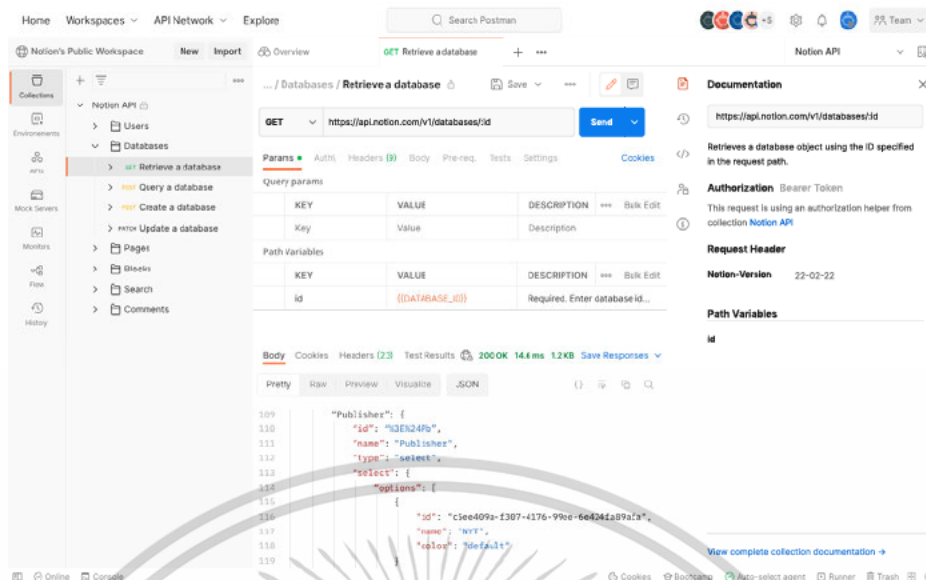 Home Workspaces API Network Explore Search Postman +5 Team
Notion's Public Workspace New Import Overview GET Retrieve a database Notion API
Collections
Environments
APIs
Mock Servers
Monitors
Flow
History
Notion API
Users
Databases
GET Retrieve a database
POST Query a database
POST Create a database
PATCH Update a database
Pages
Blocks
Search
Comments
... / Databases / Retrieve a database Save
GET https://api.notion.com/v1/databases/:id Send
Params Auth Headers (9) Body Pre-req. Tests Settings Cookies
Query params
KEY VALUE DESCRIPTION Bulk Edit
Key Value Description
Path Variables
KEY VALUE DESCRIPTION Bulk Edit
id {{DATABASE_ID}} Required. Enter database id...
Body Cookies Headers (23) Test Results 200 OK 14.6 ms 1.2 KB Save Responses
Pretty Raw Preview Visualize JSON
109 "Publisher": {
110 "id": "%3E%24Pb",
111 "name": "Publisher",
112 "type": "select",
113 "select": {
114 "options": [
115 {
116 "id": "c5ee409a-f307-4176-99ee-6e424fa89afa",
117 "name": "NYT",
118 "color": "default"
119 }
Documentation
https://api.notion.com/v1/databases/:id
Retrieves a database object using the ID specified
in the request path.
Authorization Bearer Token
This request is using an authorization helper from
collection Notion API
Request Header
Notion-Version 22-02-22
Path Variables
id
View complete collection documentation →
Online Console Cookies Bootcamp Auto-select agent Runner Trash